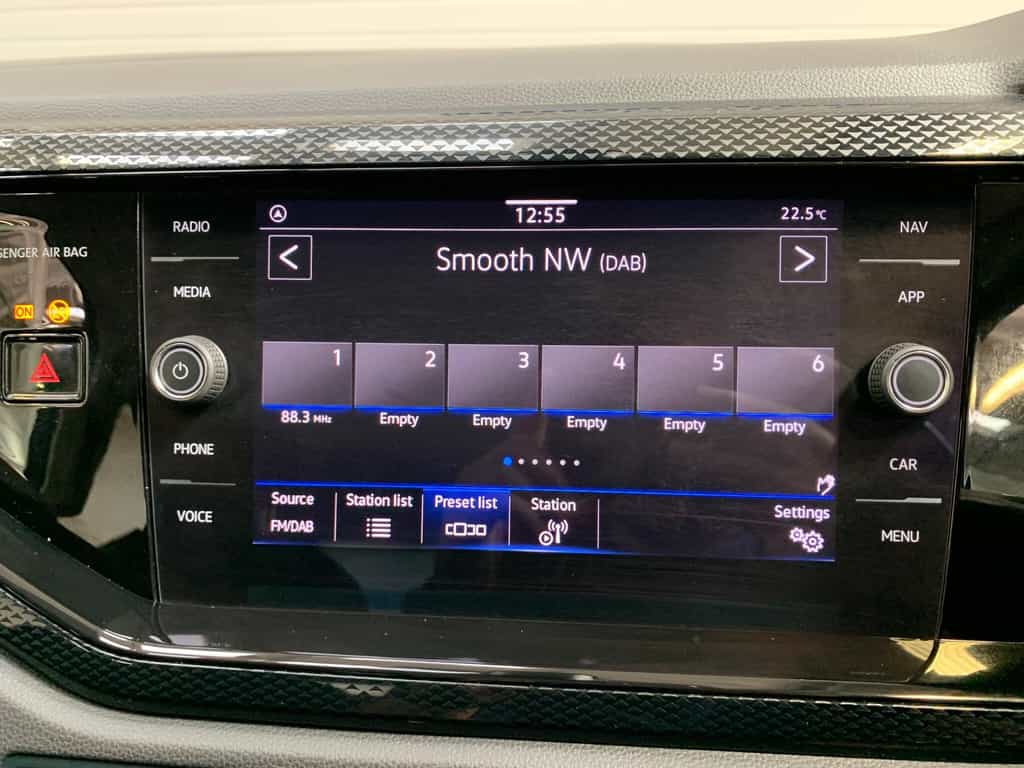 SENGER AIR BAG
ON
RADIO
MEDIA
PHONE
VOICE
12:55
22.5°C
<
Smooth NW (DAB)
>
1
2
3
4
5
6
88.3 MHz
Empty
Empty
Empty
Empty
Empty
Source
FM/DAB
Station list
Preset list
Station
Settings
NAV
APP
CAR
MENU